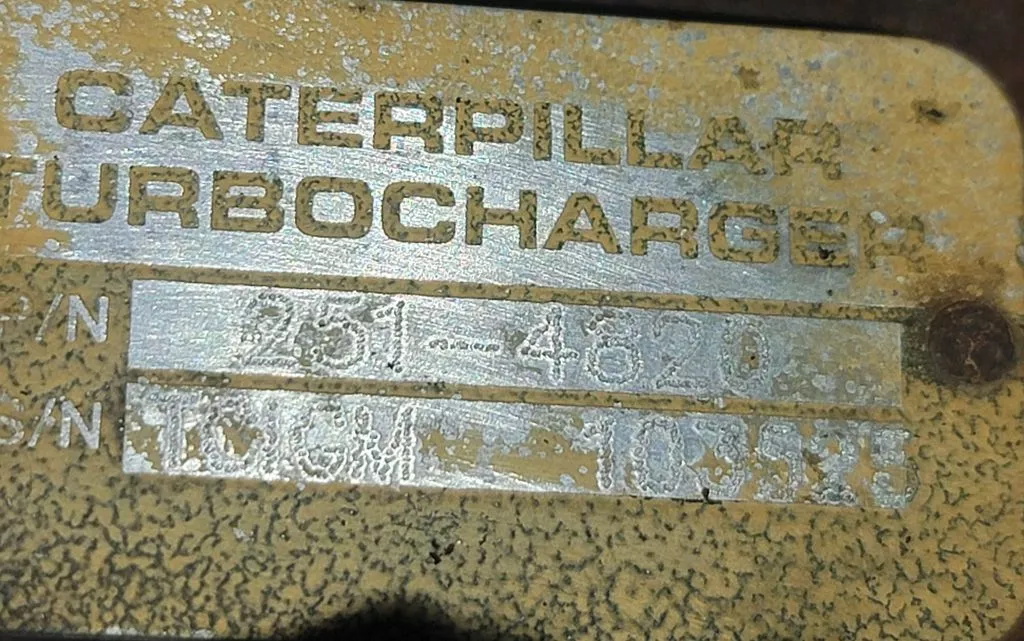 CATERPILLAR
TURBOCHARGER
P/N 251-4820
S/N